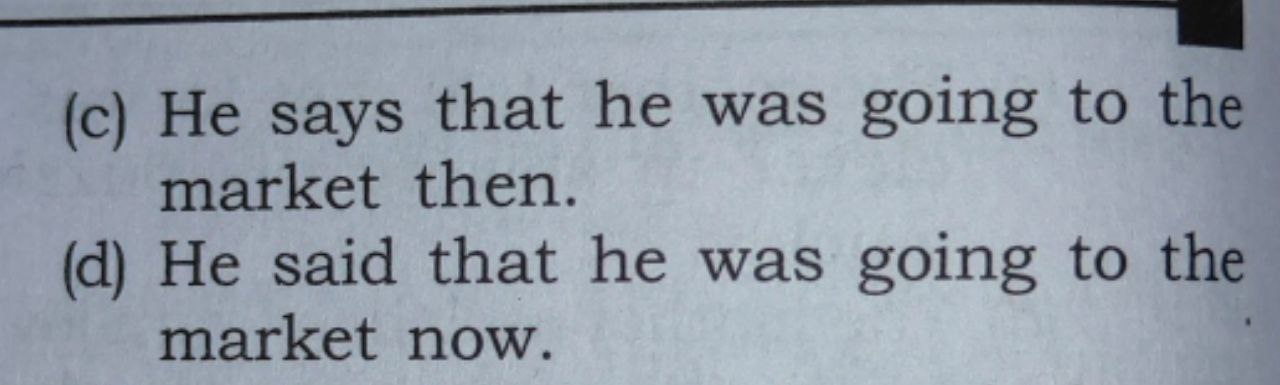 (c) He says that he was going to the
market then.
(d) He said that he was going to the
market now.